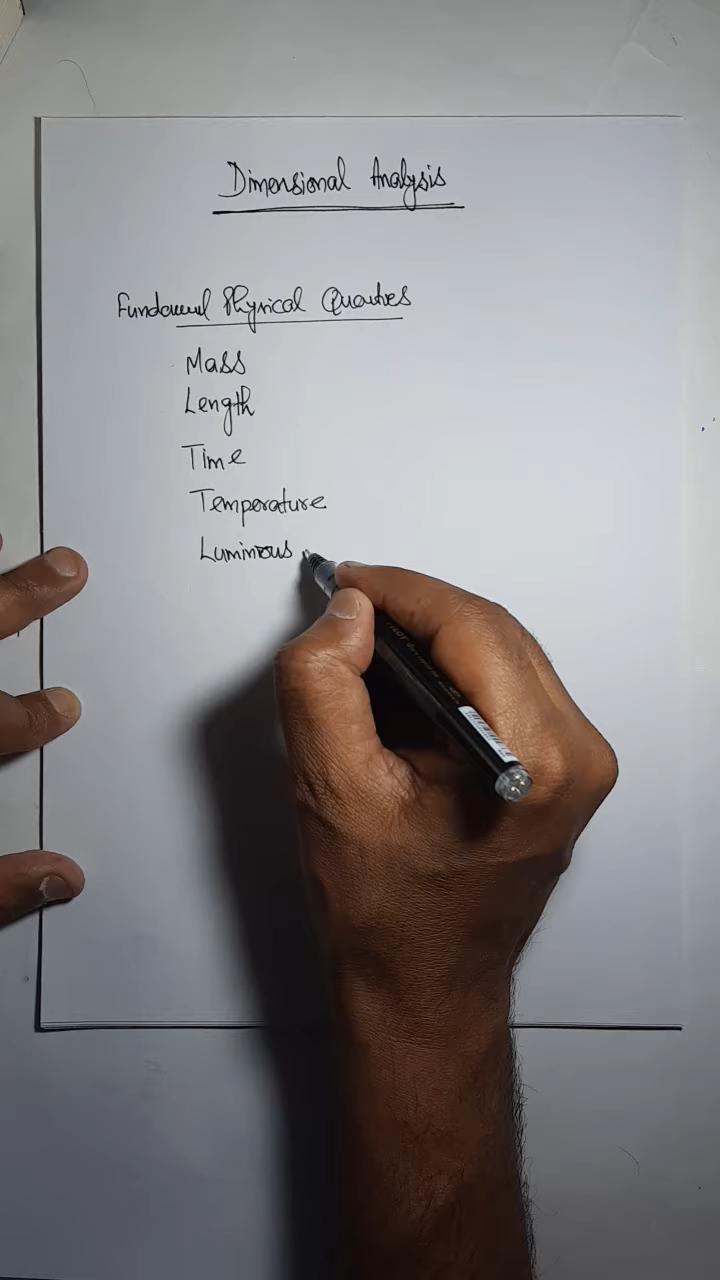 Dimensional Analysis
Physical
Mass
Length
Time
Temperature
Luminous